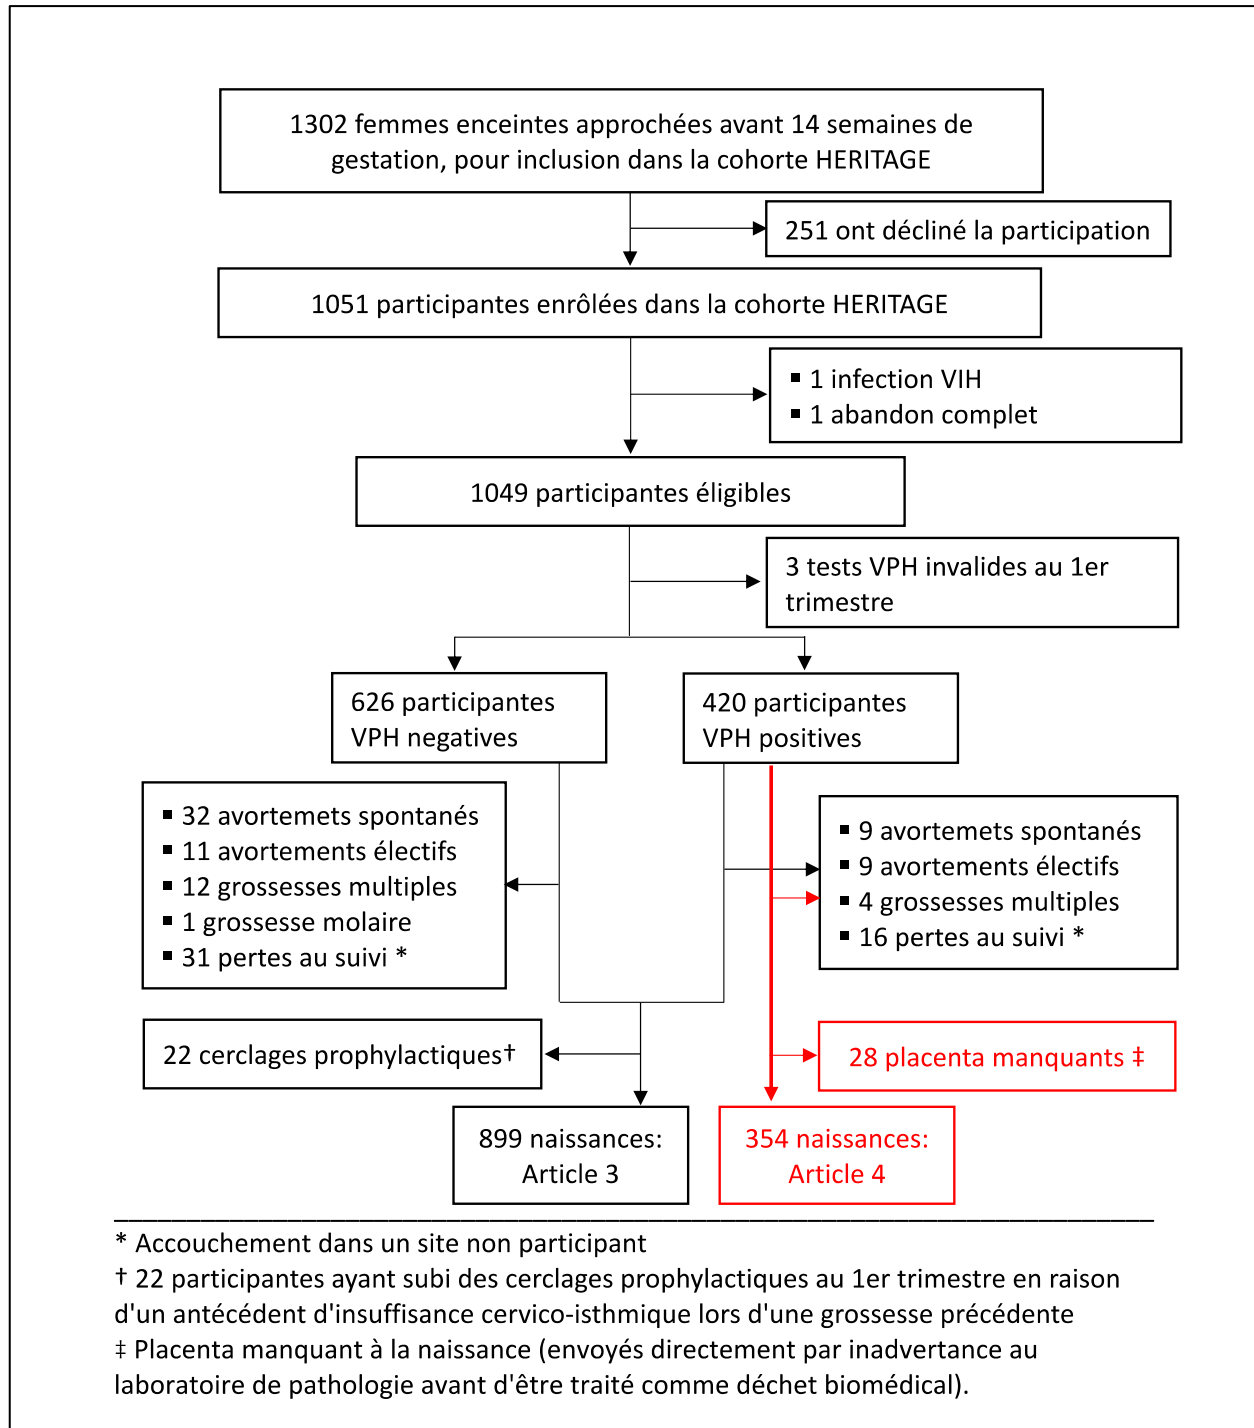 1302 femmes enceintes approchées avant 14 semaines de
gestation, pour inclusion dans la cohorte HERITAGE
251 ont décliné la participation
1051 participantes enrôlées dans la cohorte HERITAGE
▪ 1 infection VIH
▪ 1 abandon complet
1049 participantes éligibles
3 tests VPH invalides au 1er
trimestre
626 participantes
VPH negatives
420 participantes
VPH positives
▪ 32 avortemets spontanés
▪ 11 avortements électifs
▪ 12 grossesses multiples
▪ 1 grossesse molaire
▪ 31 pertes au suivi *
▪ 9 avortemets spontanés
▪ 9 avortements électifs
▪ 4 grossesses multiples
▪ 16 pertes au suivi *
22 cerclages prophylactiques†
28 placenta manquants ‡
899 naissances:
Article 3
354 naissances:
Article 4
* Accouchement dans un site non participant
† 22 participantes ayant subi des cerclages prophylactiques au 1er trimestre en raison
d'un antécédent d'insuffisance cervico-isthmique lors d'une grossesse précédente
‡ Placenta manquant à la naissance (envoyés directement par inadvertance au
laboratoire de pathologie avant d'être traité comme déchet biomédical).